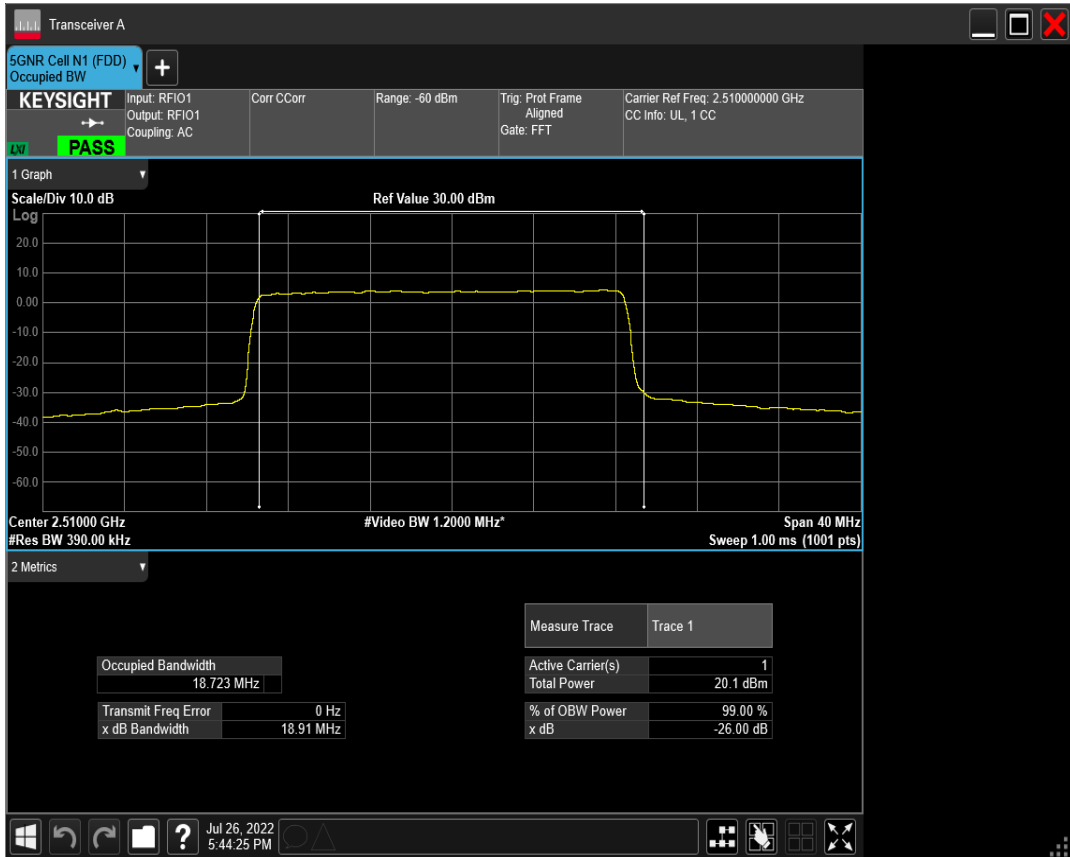 Transceiver A
5GNR Cell N1 (FDD)
Occupied BW
KEYSIGHT
LXI
PASS
Input: RFIO1
Output: RFIO1
Coupling: AC
Corr CCorr
Range: -60 dBm
Trig: Prot Frame
Aligned
Gate: FFT
Carrier Ref Freq: 2.510000000 GHz
CC Info: UL, 1 CC
1 Graph
Scale/Div 10.0 dB
Ref Value 30.00 dBm
Log
20.0
10.0
0.00
-10.0
-20.0
-30.0
-40.0
-50.0
-60.0
Center 2.51000 GHz
#Video BW 1.2000 MHz*
Span 40 MHz
#Res BW 390.00 kHz
Sweep 1.00 ms (1001 pts)
2 Metrics
Measure Trace Trace 1
Occupied Bandwidth
18.723 MHz
Active Carrier(s) 1
Total Power 20.1 dBm
Transmit Freq Error 0 Hz
x dB Bandwidth 18.91 MHz
% of OBW Power 99.00 %
x dB -26.00 dB
?
Jul 26, 2022
5:44:25 PM